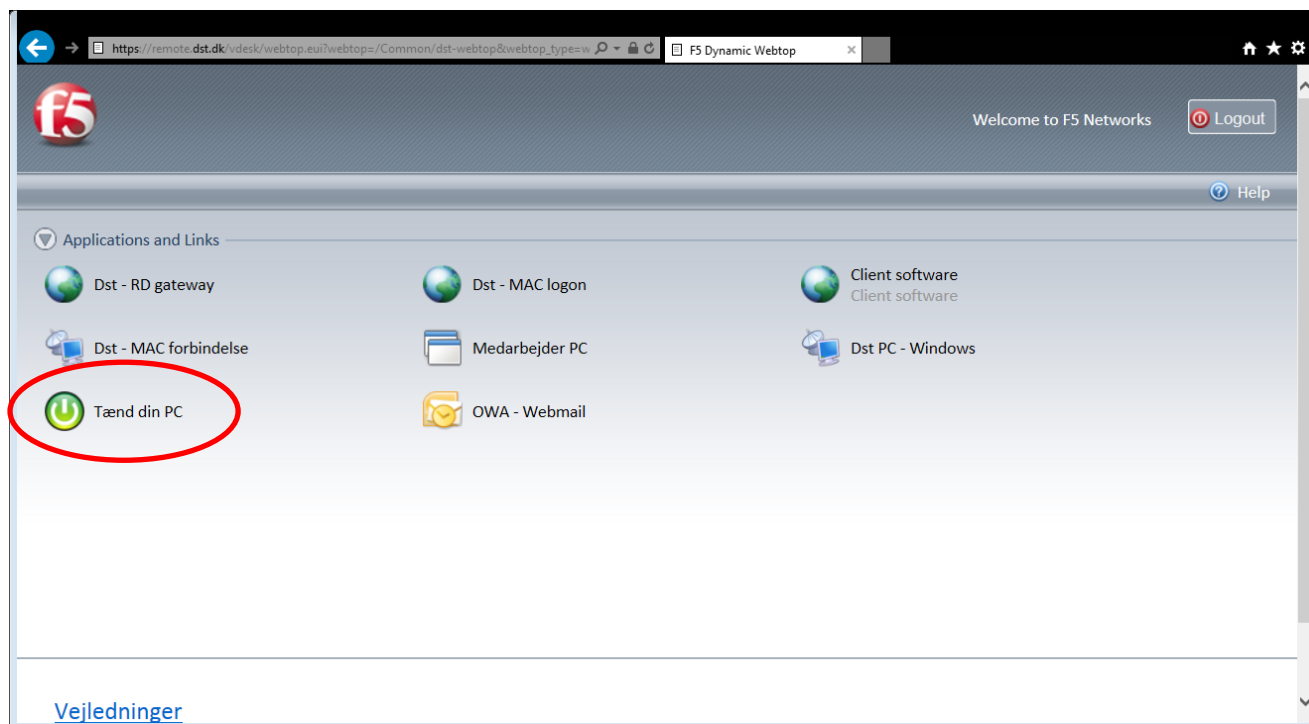 https://remote.dst.dk/vdesk/webtop.eui?webtop=/Common/dst-webtop&webtop_type=w
F5 Dynamic Webtop
f5
Welcome to F5 Networks
Logout
Help
Applications and Links
Dst - RD gateway
Dst - MAC logon
Client software
Client software
Dst - MAC forbindelse
Medarbejder PC
Dst PC - Windows
Tænd din PC
OWA - Webmail
Vejledninger